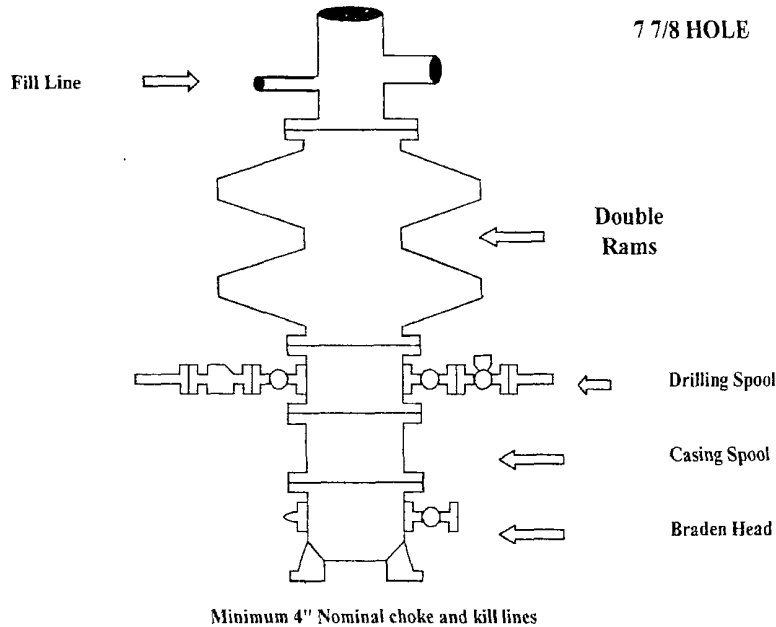 7 7/8 HOLE
Fill Line
Double
Rams
Drilling Spool
Casing Spool
Braden Head
Minimum 4" Nominal choke and kill lines